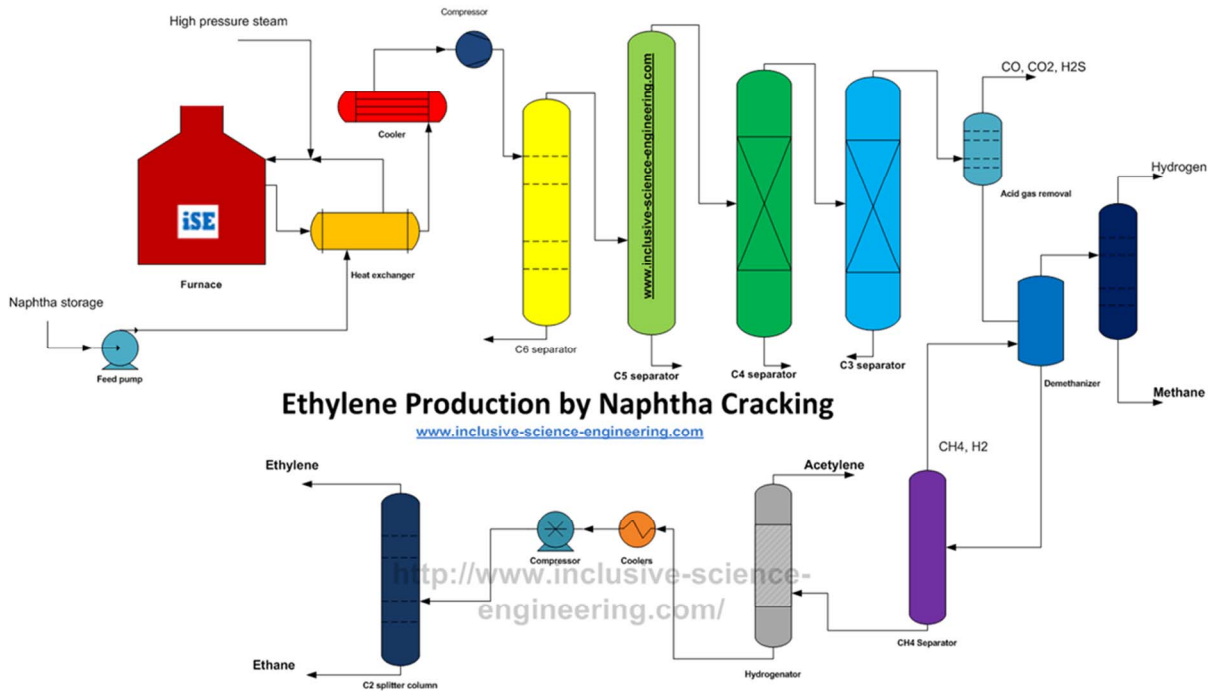 Compressor
High pressure steam
www.inclusive-science-engineering.com
CO, CO2, H2S
Cooler
Hydrogen
Acid gas removal
iSE
Heat exchanger
Furnace
Naphtha storage
C6 separator
C5 separator
C4 separator
C3 separator
Feed pump
Demethanizer
Methane
Ethylene Production by Naphtha Cracking
www.inclusive-science-engineering.com
CH4, H2
Ethylene
Acetylene
Compressor
Coolers
http://www.inclusive-science-
engineering.com/
CH4 Separator
Ethane
Hydrogenator
C2 splitter column